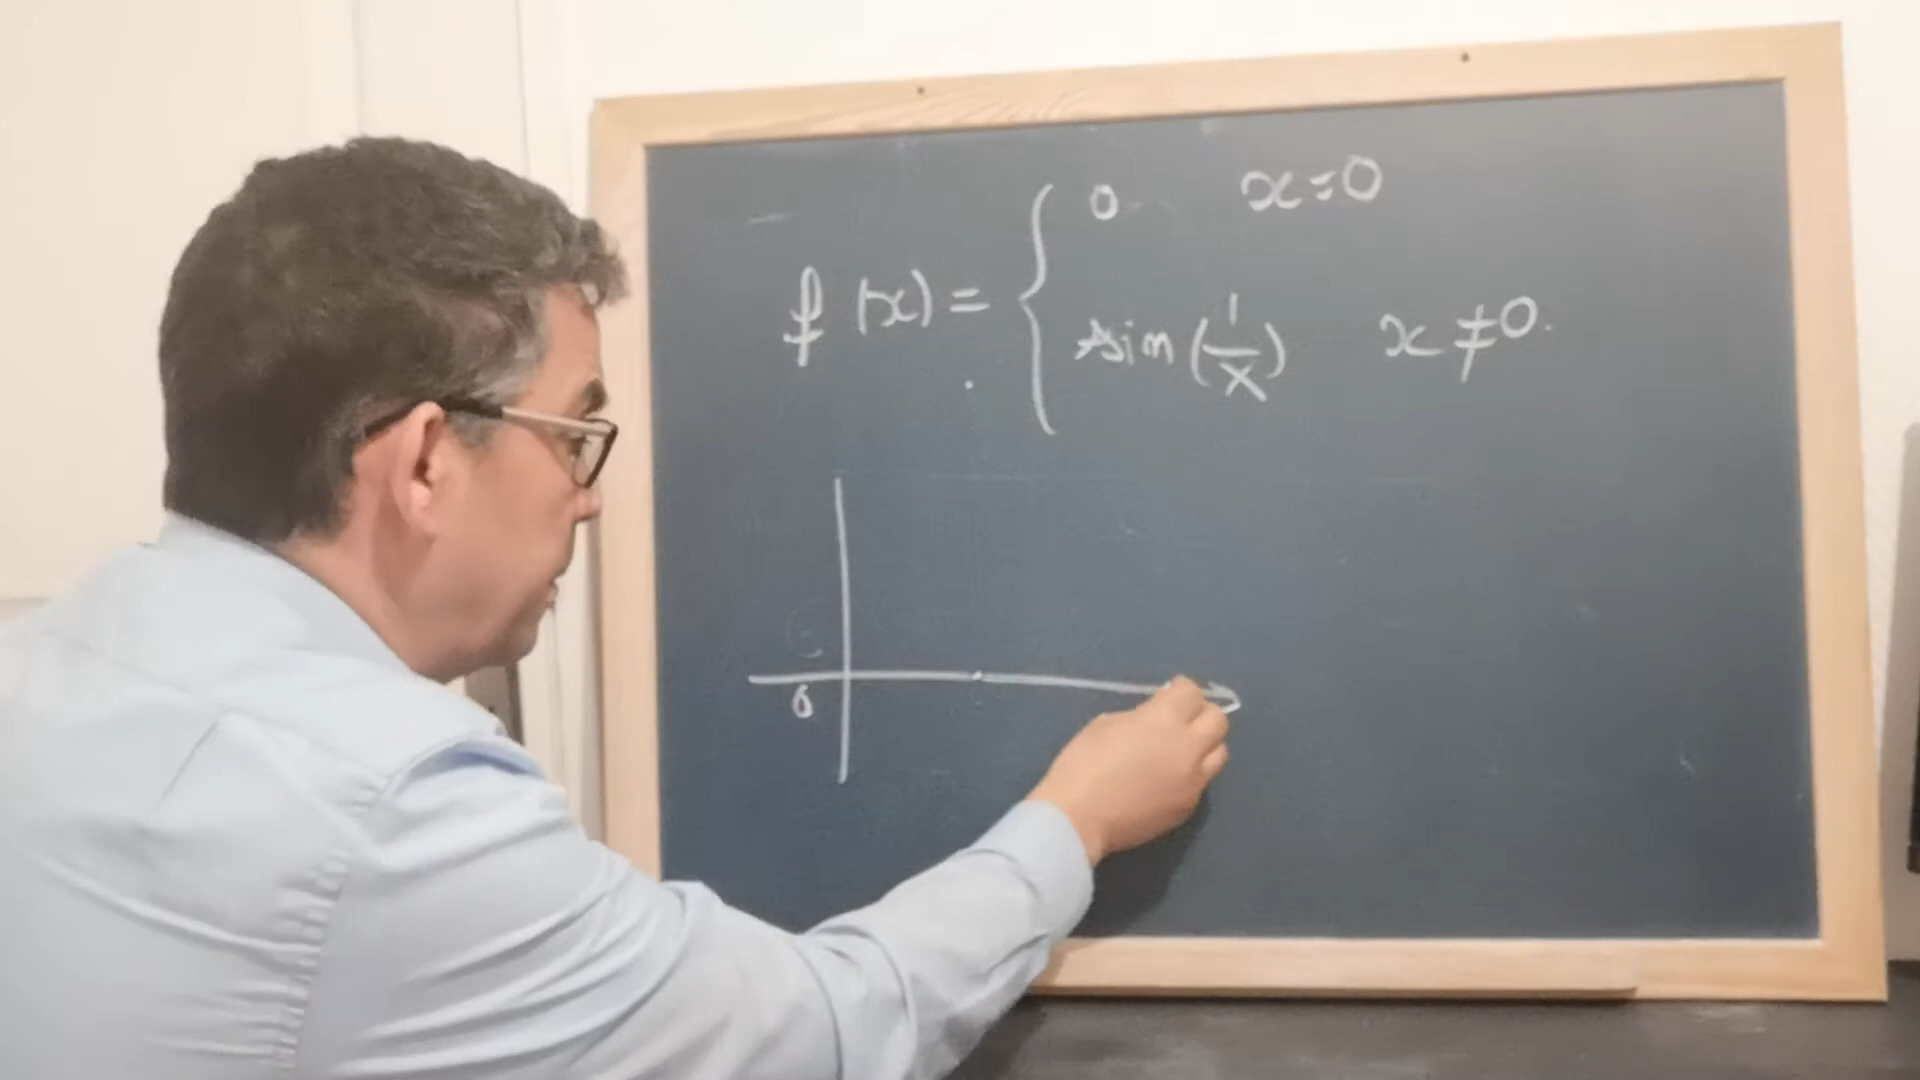 f(x) = { 0 x=0
sin(1/x) x≠0.
0